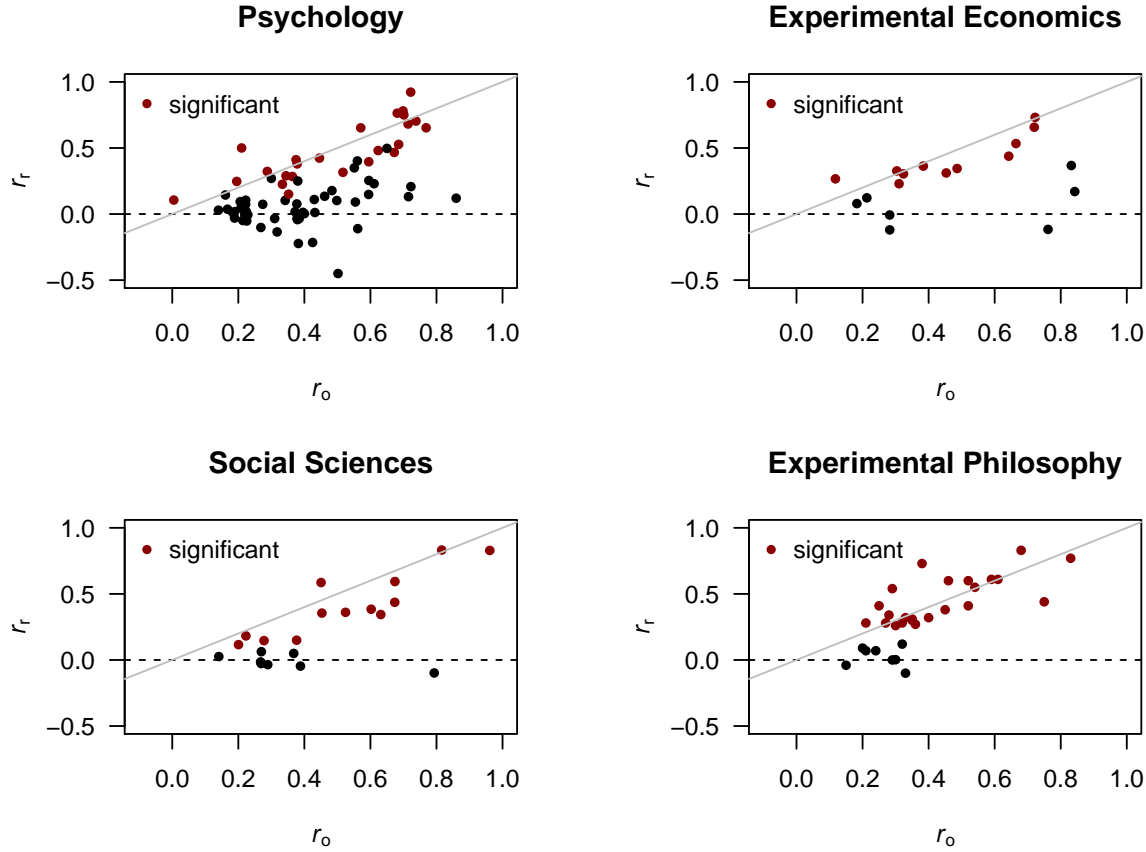 Psychology
Experimental Economics
1.0
0.5
0.0
−0.5
significant
0.0 0.2 0.4 0.6 0.8 1.0
r_r
r_o
1.0
0.5
0.0
−0.5
significant
0.0 0.2 0.4 0.6 0.8 1.0
r_r
r_o
Social Sciences
Experimental Philosophy
1.0
0.5
0.0
−0.5
significant
0.0 0.2 0.4 0.6 0.8 1.0
r_r
r_o
1.0
0.5
0.0
−0.5
significant
0.0 0.2 0.4 0.6 0.8 1.0
r_r
r_o